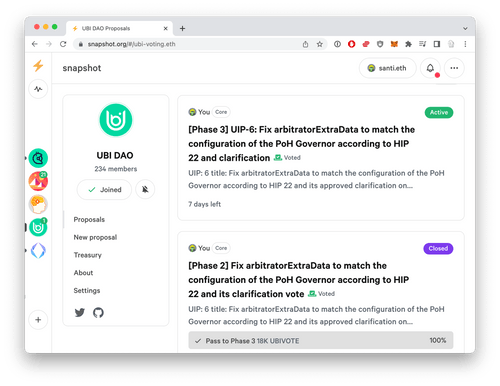 UBI DAO Proposals
snapshot.org/#/ubi-voting.eth
snapshot
santi.eth
UBI DAO
234 members
Joined
Proposals
New proposal
Treasury
About
Settings
You Core
Active
[Phase 3] UIP-6: Fix arbitratorExtraData to match the
configuration of the PoH Governor according to HIP
22 and clarification Voted
UIP: 6 title: Fix arbitratorExtraData to match the configuration of the PoH
Governor according to HIP 22 and its approved clarification on...
7 days left
You Core
Closed
[Phase 2] Fix arbitratorExtraData to match the
configuration of the PoH Governor according to HIP
22 and its clarification vote Voted
UIP: 6 title: Fix arbitratorExtraData to match the configuration of the PoH
Governor according to HIP 22 and its approved clarification on...
Pass to Phase 3 18K UBIVOTE 100%